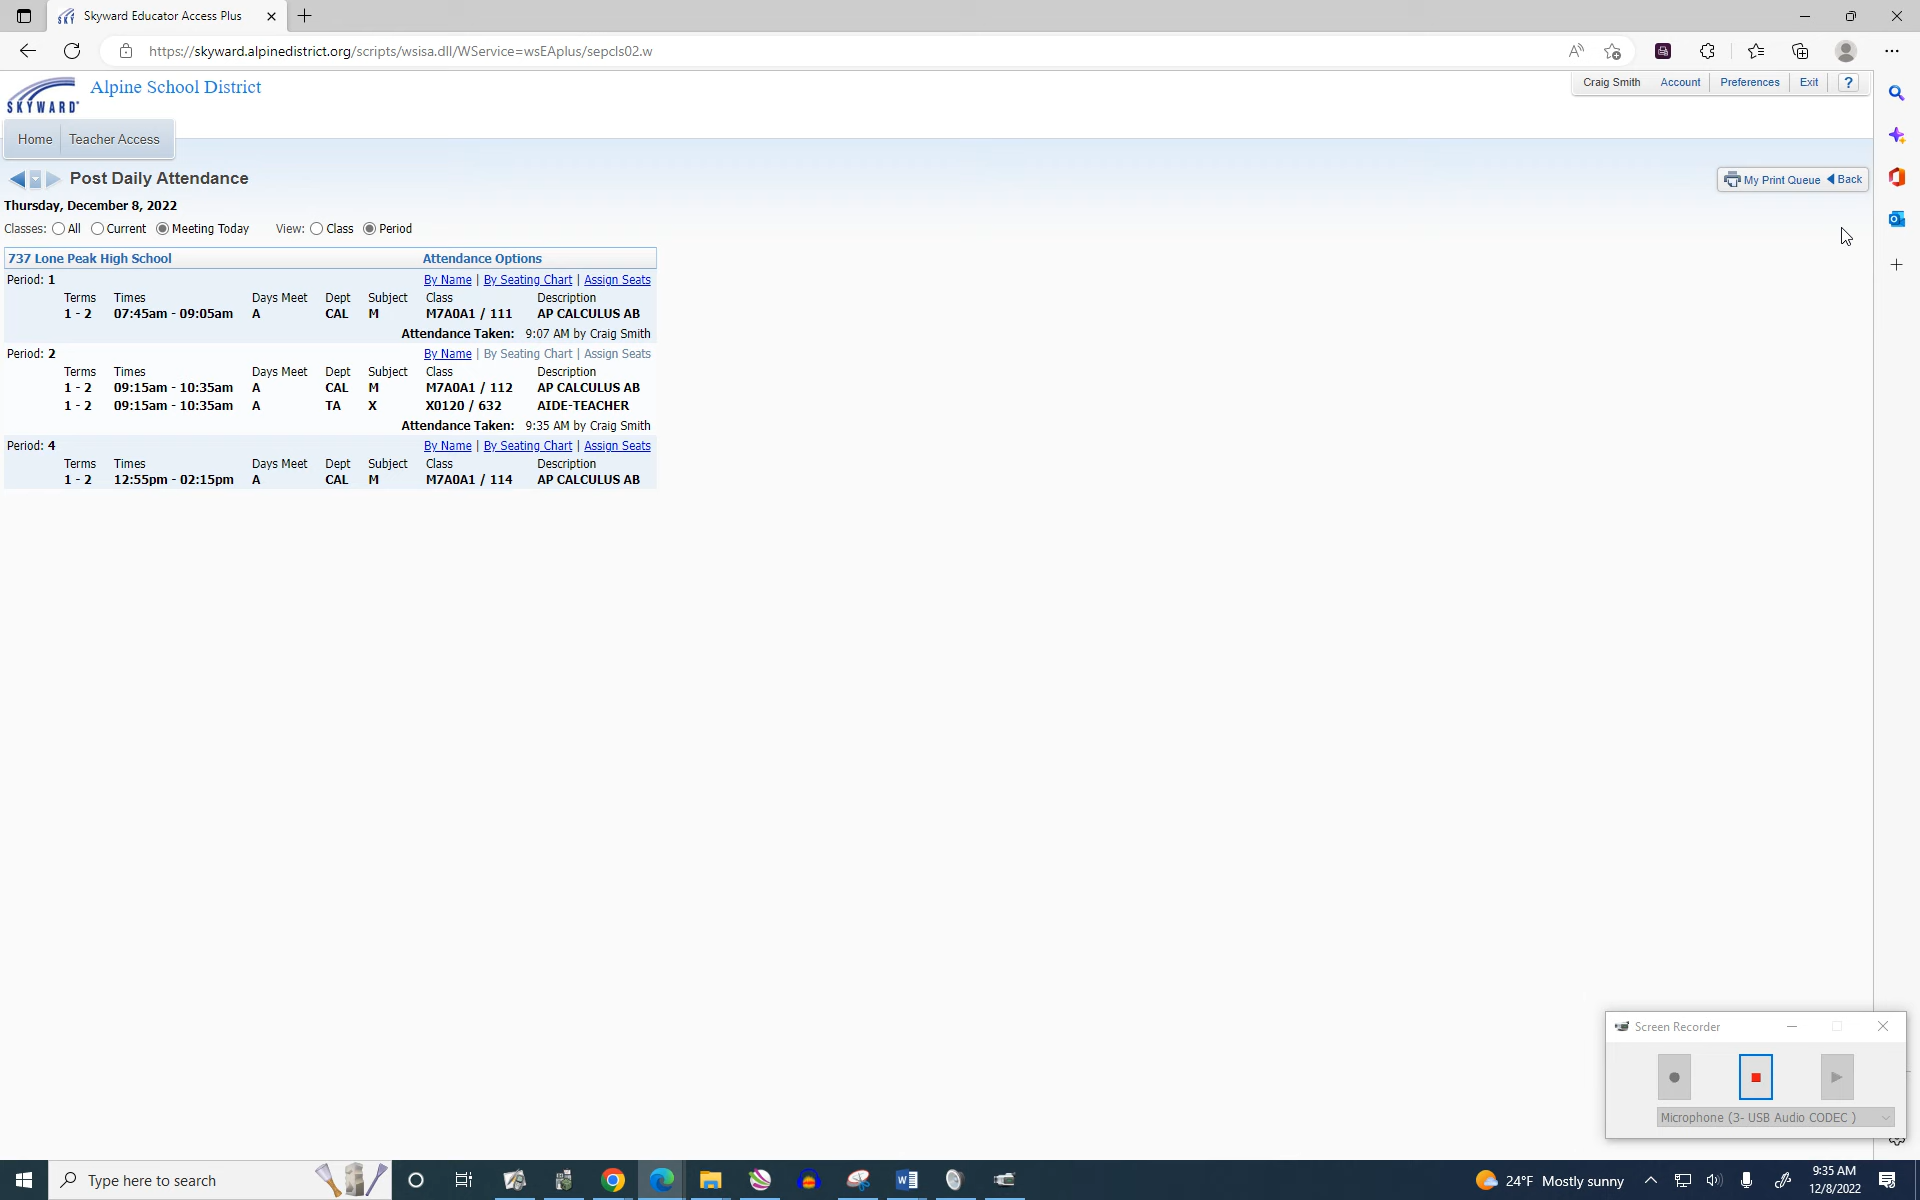 Skyward Educator Access Plus
https://skyward.alpinedistrict.org/scripts/wsisa.dll/WService=wsEAplus/sepcls02.w
SKYWARD
Alpine School District
Craig Smith Account Preferences Exit ?
Home Teacher Access
Post Daily Attendance
My Print Queue Back
Thursday, December 8, 2022
Classes: All Current Meeting Today View: Class Period
737 Lone Peak High School Attendance Options
Period: 1 By Name | By Seating Chart | Assign Seats
Terms Times Days Meet Dept Subject Class Description
1 - 2 07:45am - 09:05am A CAL M M7A0A1 / 111 AP CALCULUS AB
Attendance Taken: 9:07 AM by Craig Smith
Period: 2 By Name | By Seating Chart | Assign Seats
Terms Times Days Meet Dept Subject Class Description
1 - 2 09:15am - 10:35am A CAL M M7A0A1 / 112 AP CALCULUS AB
1 - 2 09:15am - 10:35am A TA X X0120 / 632 AIDE-TEACHER
Attendance Taken: 9:35 AM by Craig Smith
Period: 4 By Name | By Seating Chart | Assign Seats
Terms Times Days Meet Dept Subject Class Description
1 - 2 12:55pm - 02:15pm A CAL M M7A0A1 / 114 AP CALCULUS AB
Screen Recorder
Microphone (3- USB Audio CODEC )
Type here to search
24°F Mostly sunny
9:35 AM
12/8/2022